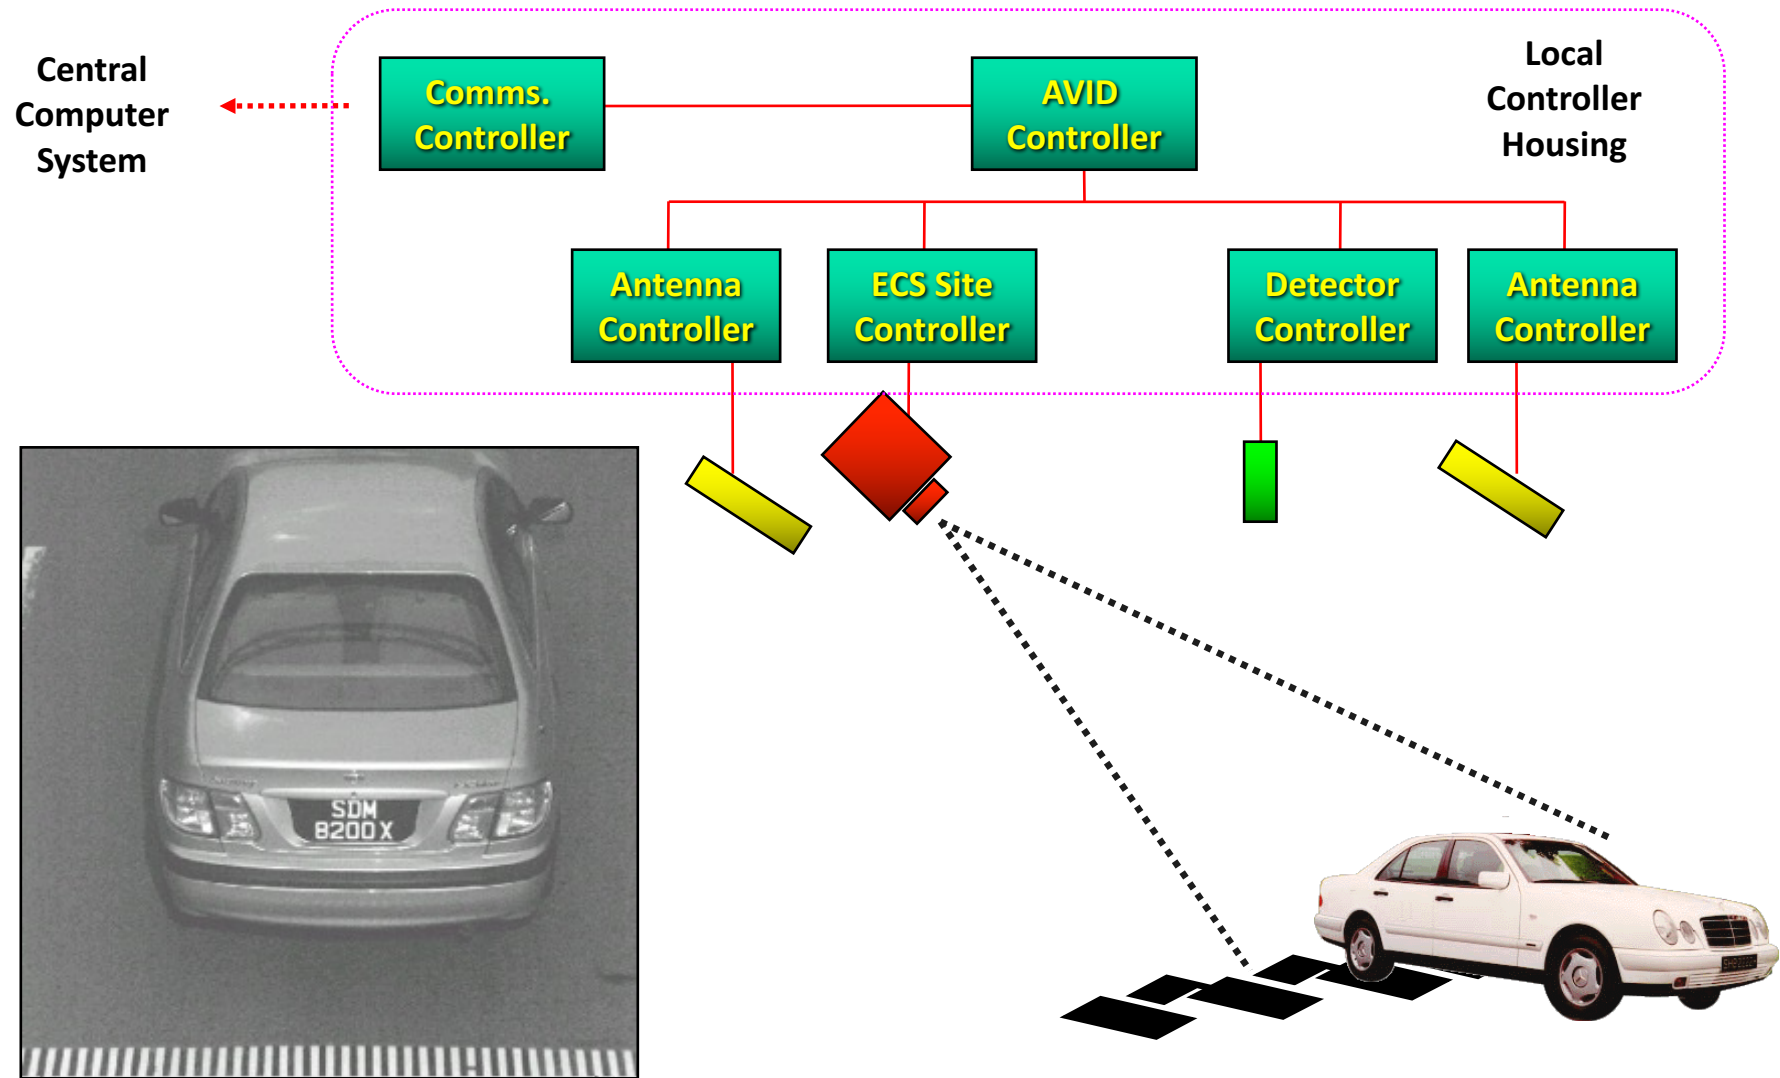 Central
Computer
System
Comms.
Controller
AVID
Controller
Local
Controller
Housing
Antenna
Controller
ECS Site
Controller
Detector
Controller
Antenna
Controller
SDM
8200X